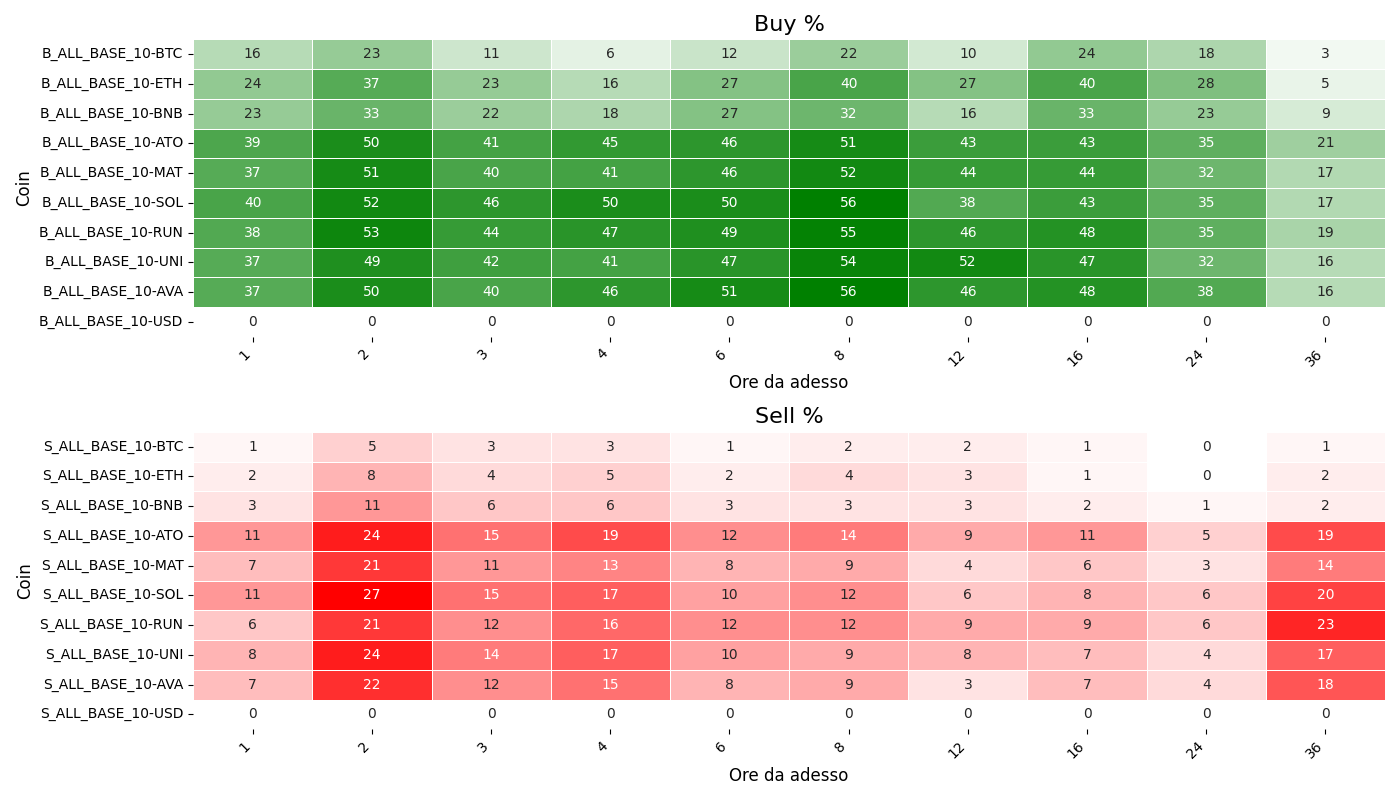 Buy %
Coin
B_ALL_BASE_10-BTC 16 23 11 6 12 22 10 24 18 3
B_ALL_BASE_10-ETH 24 37 23 16 27 40 27 40 28 5
B_ALL_BASE_10-BNB 23 33 22 18 27 32 16 33 23 9
B_ALL_BASE_10-ATO 39 50 41 45 46 51 43 43 35 21
B_ALL_BASE_10-MAT 37 51 40 41 46 52 44 44 32 17
B_ALL_BASE_10-SOL 40 52 46 50 50 56 38 43 35 17
B_ALL_BASE_10-RUN 38 53 44 47 49 55 46 48 35 19
B_ALL_BASE_10-UNI 37 49 42 41 47 54 52 47 32 16
B_ALL_BASE_10-AVA 37 50 40 46 51 56 46 48 38 16
B_ALL_BASE_10-USD 0 0 0 0 0 0 0 0 0 0
1 2 3 4 6 8 12 16 24 36
Ore da adesso
Sell %
Coin
S_ALL_BASE_10-BTC 1 5 3 3 1 2 2 1 0 1
S_ALL_BASE_10-ETH 2 8 4 5 2 4 3 1 0 2
S_ALL_BASE_10-BNB 3 11 6 6 3 3 3 2 1 2
S_ALL_BASE_10-ATO 11 24 15 19 12 14 9 11 5 19
S_ALL_BASE_10-MAT 7 21 11 13 8 9 4 6 3 14
S_ALL_BASE_10-SOL 11 27 15 17 10 12 6 8 6 20
S_ALL_BASE_10-RUN 6 21 12 16 12 12 9 9 6 23
S_ALL_BASE_10-UNI 8 24 14 17 10 9 8 7 4 17
S_ALL_BASE_10-AVA 7 22 12 15 8 9 3 7 4 18
S_ALL_BASE_10-USD 0 0 0 0 0 0 0 0 0 0
1 2 3 4 6 8 12 16 24 36
Ore da adesso